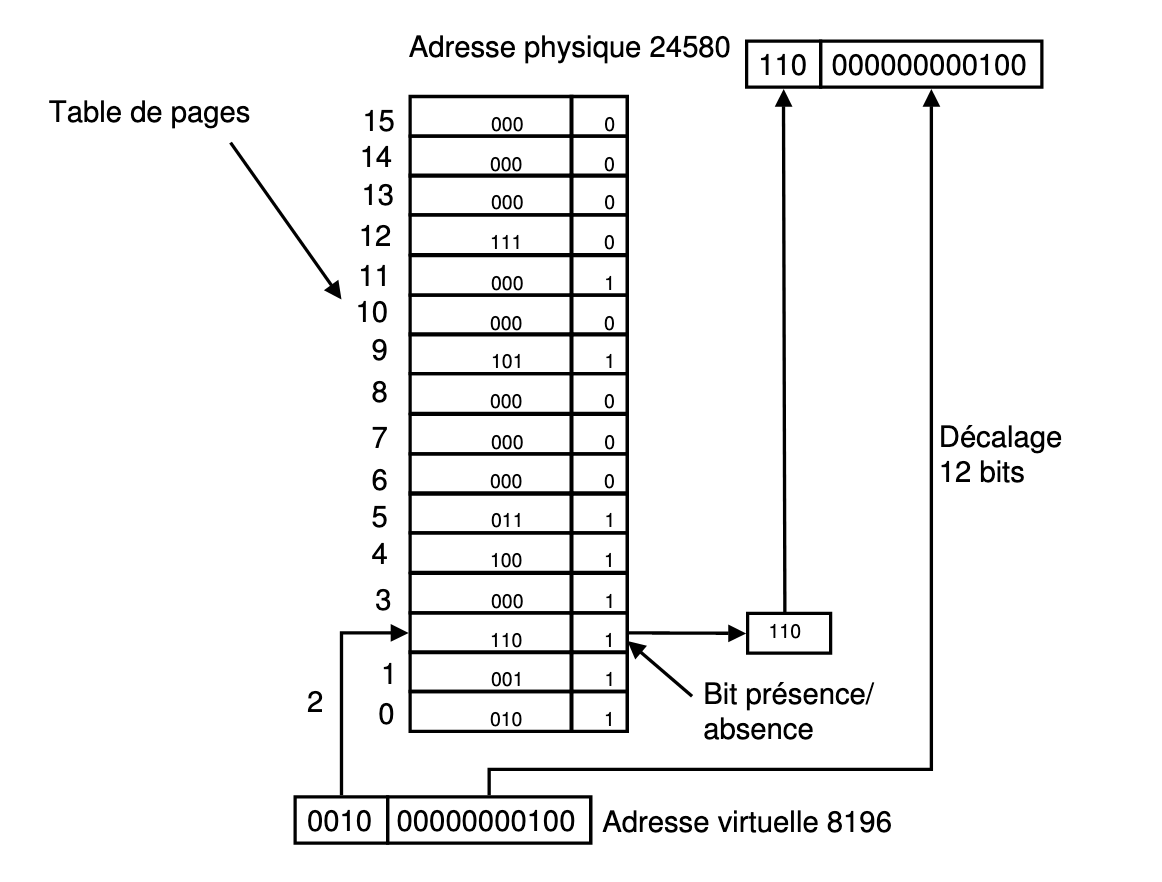 Adresse physique 24580 110 000000000100
Table de pages
15 000 0
14 000 0
13 000 0
12 111 0
11 000 1
10 000 0
9 101 1
8 000 0
7 000 0
6 000 0
5 011 1
4 100 1
3 000 1
110 1
1 001 1
0 010 1
2
110
Décalage
12 bits
Bit présence/
absence
0010 00000000100 Adresse virtuelle 8196